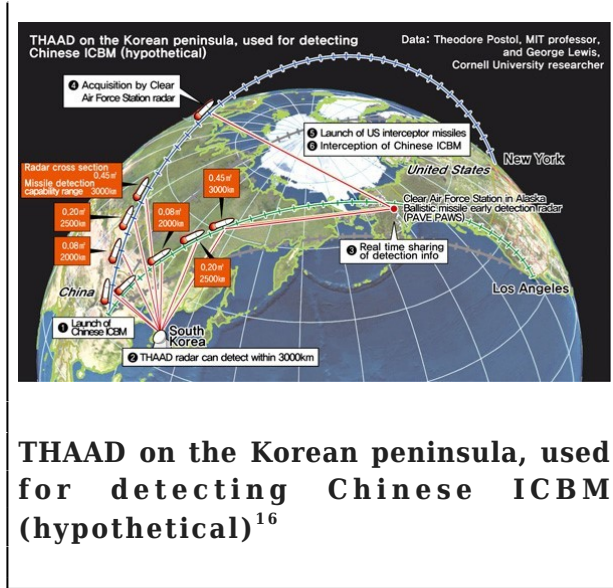 THAAD on the Korean peninsula, used for detecting
Chinese ICBM (hypothetical)
Data: Theodore Postol, MIT professor,
and George Lewis,
Cornell University researcher
❹ Acquisition by Clear
Air Force Station radar
❺ Launch of US interceptor missiles
❻ Interception of Chinese ICBM
New York
United States
Radar cross section
0.45㎡
Missile detection
capability range 3000㎞
0.45㎡
3000㎞
0.20㎡
2500㎞
0.08㎡
2000㎞
0.08㎡
2000㎞
0.20㎡
2500㎞
Clear Air Force Station in Alaska
Ballistic missile early detection radar
(PAVE PAWS)
❸ Real time sharing
of detection info
Los Angeles
China
❶ Launch of
Chinese ICBM
South
Korea
❷ THAAD radar can detect within 3000km
THAAD on the Korean peninsula, used
for detecting Chinese ICBM
(hypothetical)16